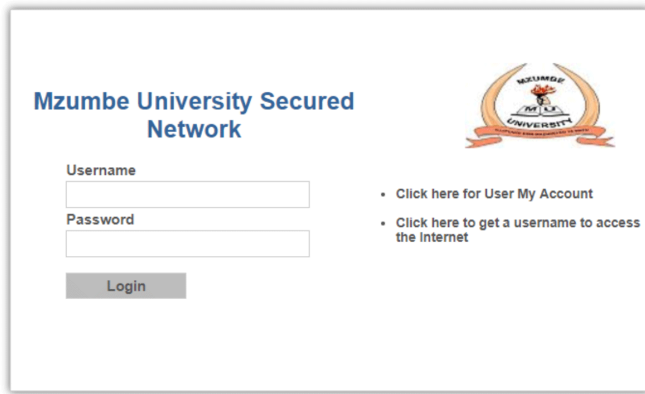 Mzumbe University Secured
Network
Username
Password
Login
MZUMBE
MU
UNIVERSITY
• Click here for User My Account
• Click here to get a username to access
the Internet